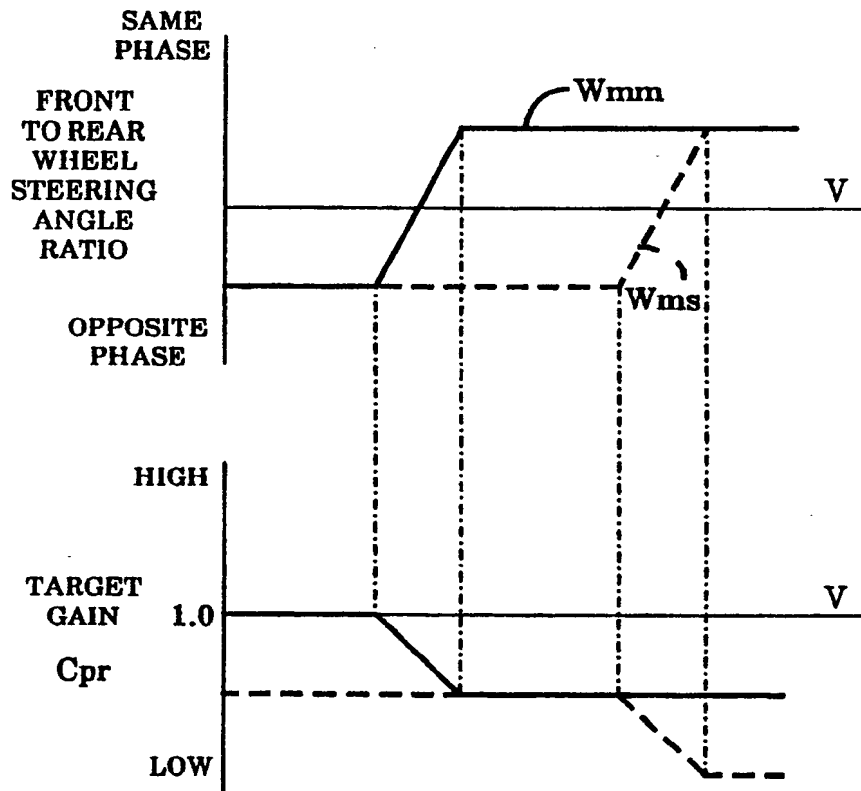 SAME
PHASE
FRONT
TO REAR
WHEEL
STEERING
ANGLE
RATIO
OPPOSITE
PHASE
Wmm
V
Wms
HIGH
TARGET
GAIN 1.0
Cpr
LOW
V